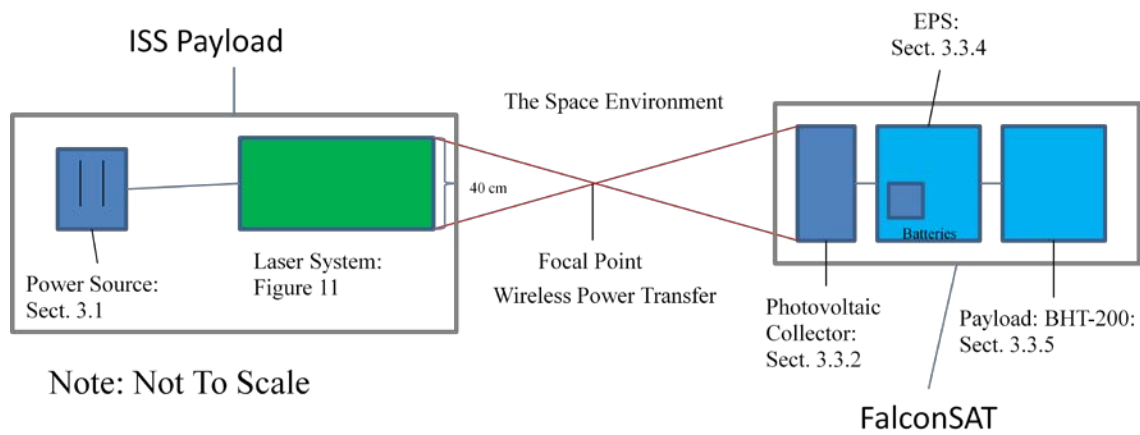 ISS Payload
EPS:
Sect. 3.3.4
The Space Environment
40 cm
Batteries
Power Source:
Sect. 3.1
Laser System:
Figure 11
Focal Point
Wireless Power Transfer
Photovoltaic
Collector:
Sect. 3.3.2
Payload: BHT-200:
Sect. 3.3.5
Note: Not To Scale
FalconSAT